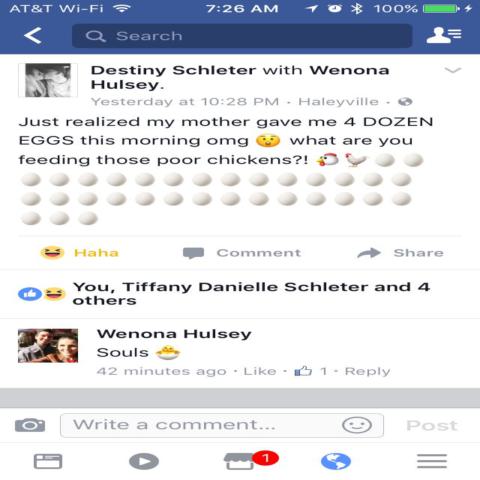 AT&T Wi-Fi 7:26 AM 100%
Search
Destiny Schleter with Wenona
Hulsey.
Yesterday at 10:28 PM · Haleyville ·
Just realized my mother gave me 4 DOZEN
EGGS this morning omg 😲 what are you
feeding those poor chickens?! 🐔 🐓
Haha
Comment
Share
You, Tiffany Danielle Schleter and 4
others
Wenona Hulsey
Souls 🐣
42 minutes ago · Like · 👍 1 · Reply
Write a comment...
Post
1